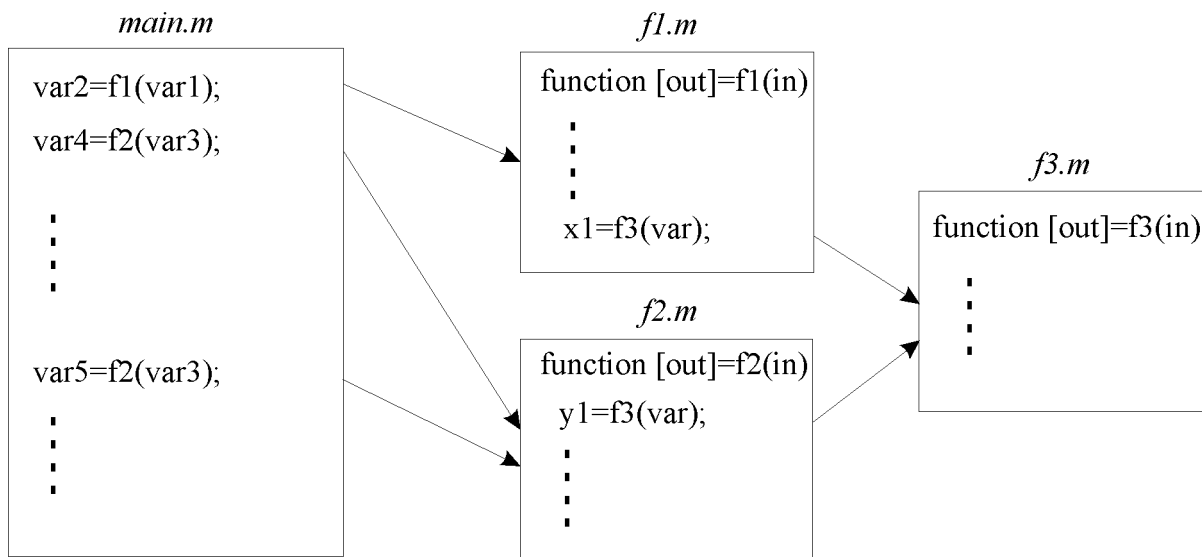 main.m
var2=f1(var1);
var4=f2(var3);
var5=f2(var3);
f1.m
function [out]=f1(in)
x1=f3(var);
f2.m
function [out]=f2(in)
y1=f3(var);
f3.m
function [out]=f3(in)